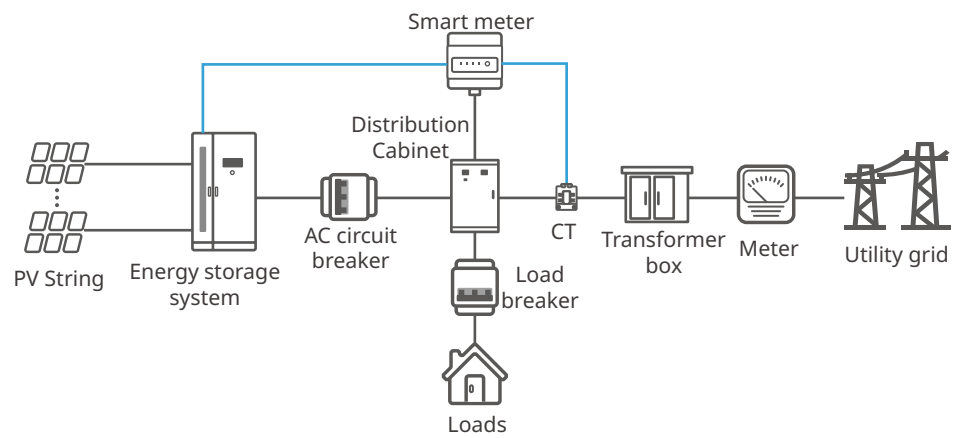 Smart meter
Distribution
Cabinet
PV String
Energy storage
system
AC circuit
breaker
CT
Transformer
box
Meter
Utility grid
Load
breaker
Loads